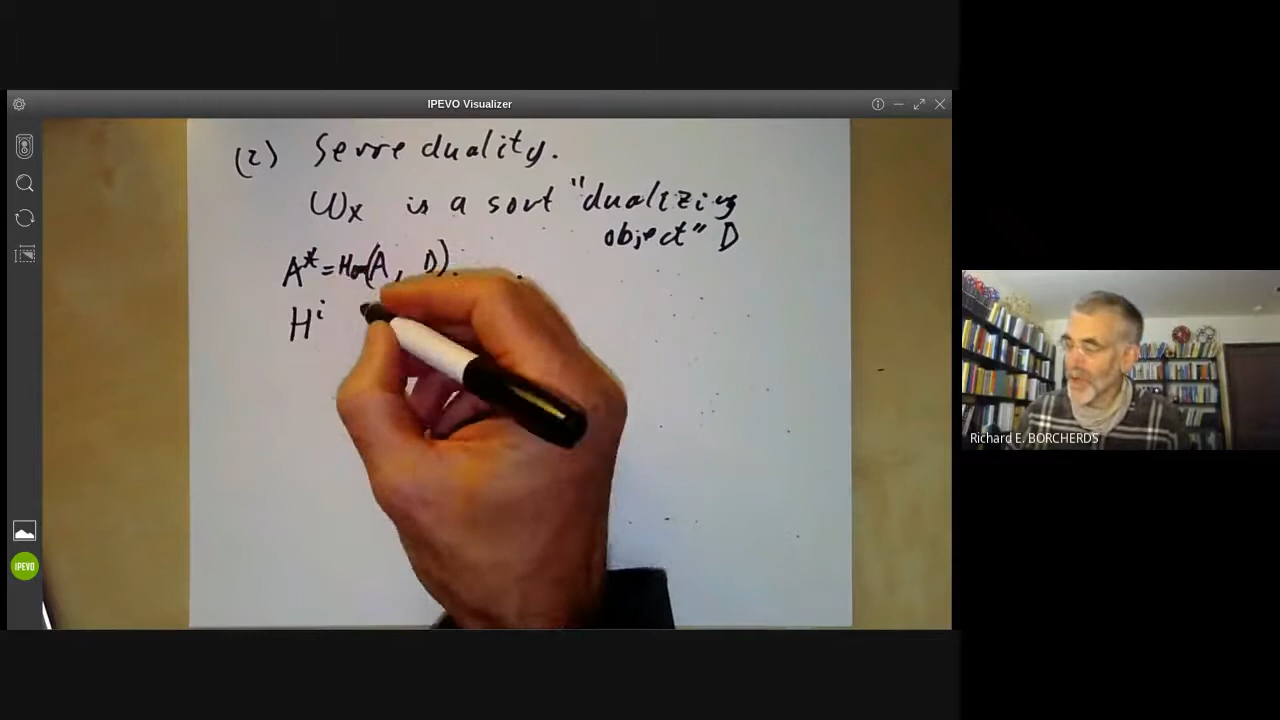 IPEVO Visualizer
(2) Serre duality.
ωx is a sort "dualizing
object" D
A* = Hom(A, D).
H^i
Richard E. BORCHERDS
IPEVO